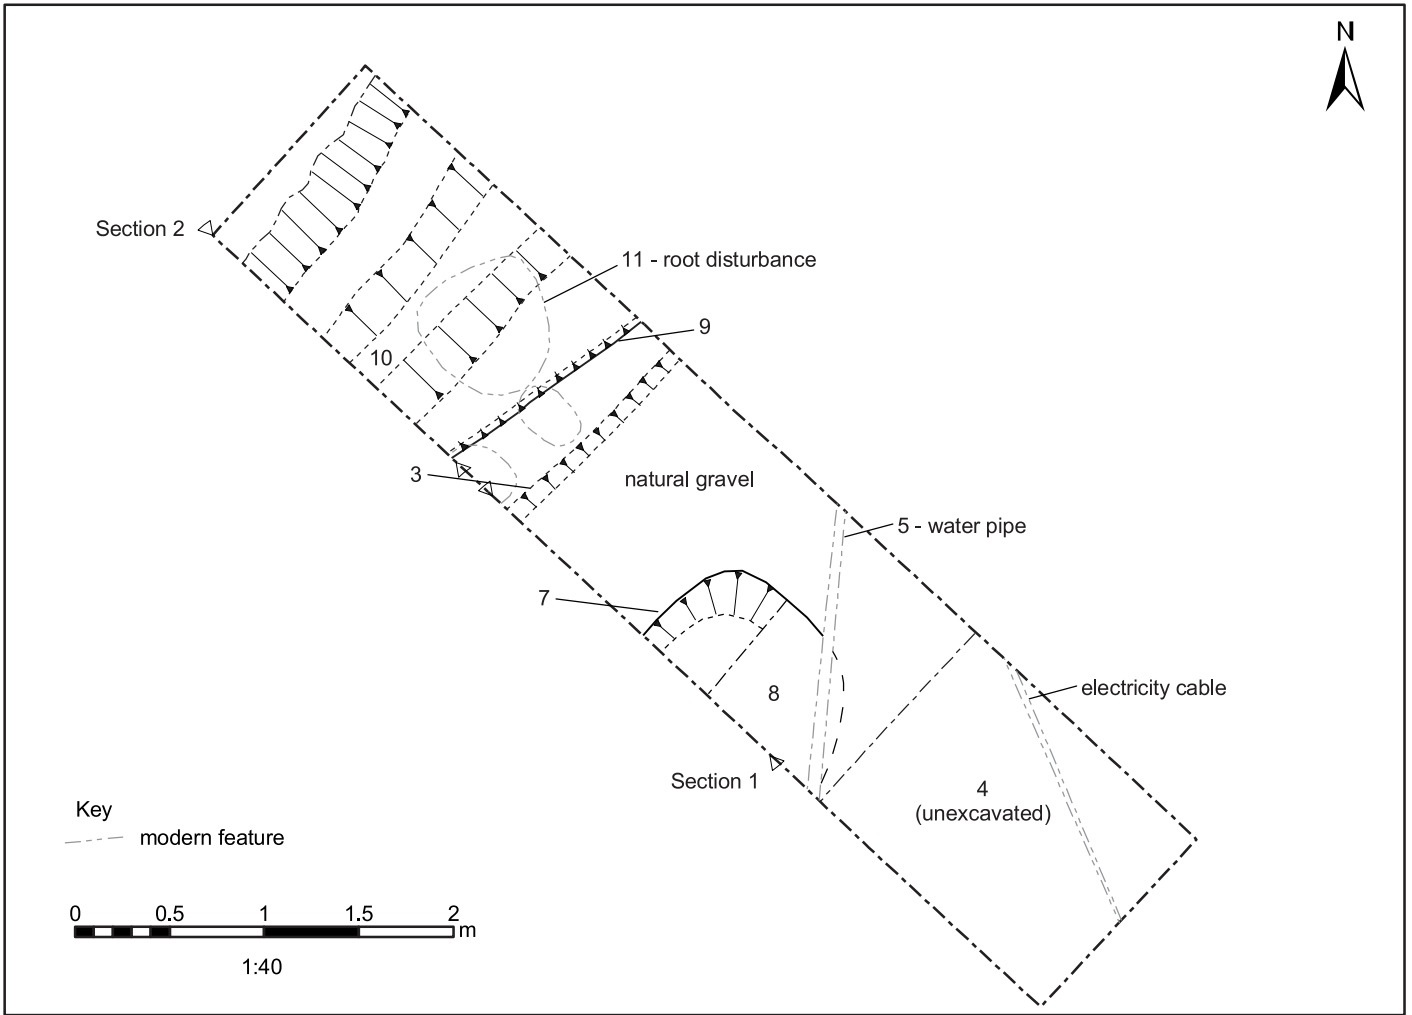 N
Section 2
11 - root disturbance
9
10
3
natural gravel
5 - water pipe
7
8
electricity cable
Section 1
4
(unexcavated)
Key
modern feature
0 0.5 1 1.5 2
m
1:40